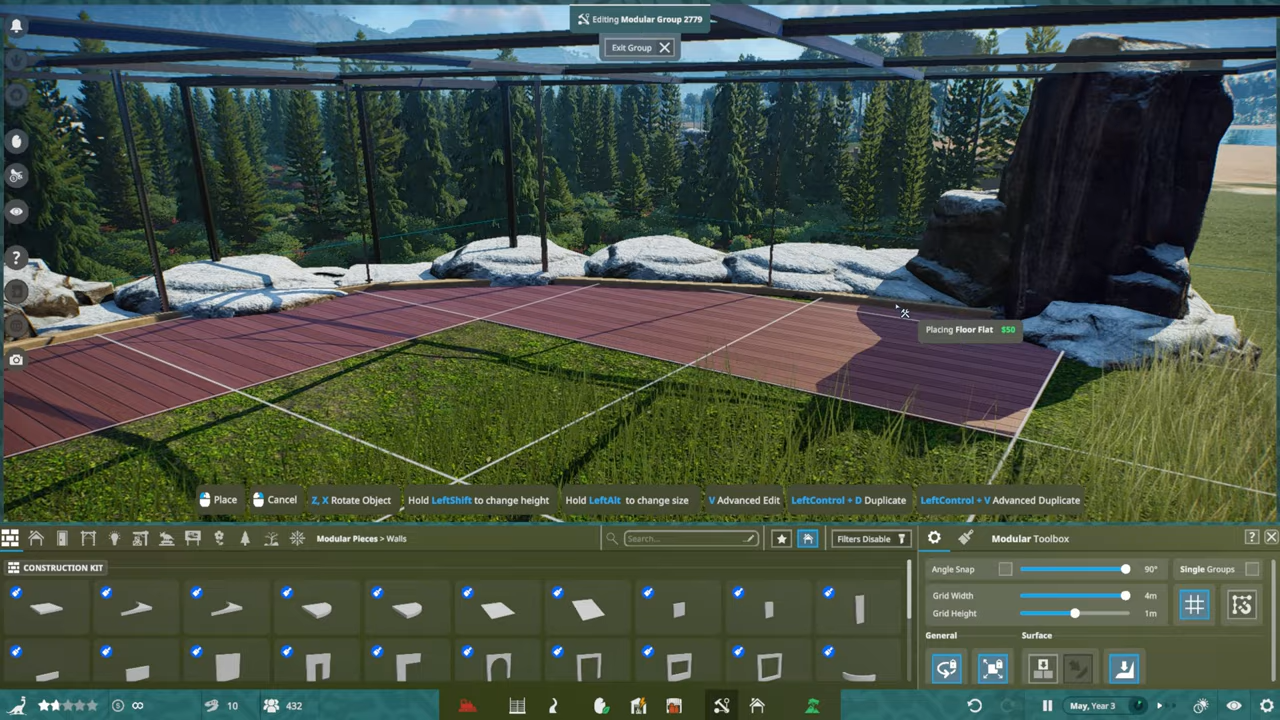 Editing Modular Group 2779
Exit Group
Placing Floor Flat $50
Place
Cancel
Z, X Rotate Object
Hold LeftShift to change height
Hold LeftAlt to change size
V Advanced Edit
LeftControl + D Duplicate
LeftControl + V Advanced Duplicate
Modular Pieces > Walls
Search...
Filters Disable
Modular Toolbox
?
CONSTRUCTION KIT
Angle Snap
90°
Single Groups
Grid Width
4m
Grid Height
1m
General
Surface
10
432
May, Year 3